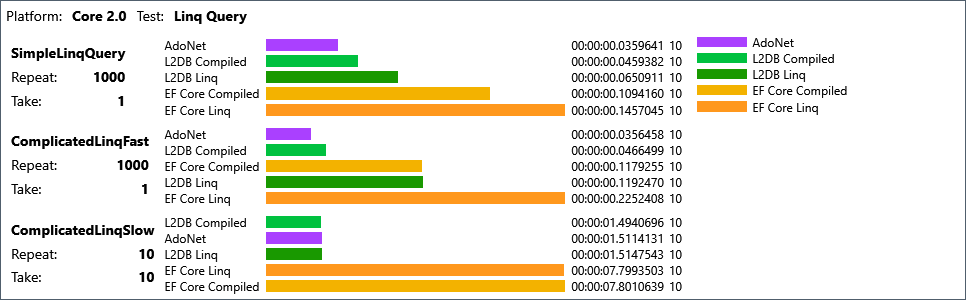 Platform: Core 2.0 Test: Linq Query
SimpleLinqQuery
Repeat: 1000
Take: 1
AdoNet 00:00:00.0359641 10
L2DB Compiled 00:00:00.0459382 10
L2DB Linq 00:00:00.0650911 10
EF Core Compiled 00:00:00.1094160 10
EF Core Linq 00:00:00.1457045 10
AdoNet
L2DB Compiled
L2DB Linq
EF Core Compiled
EF Core Linq
ComplicatedLinqFast
Repeat: 1000
Take: 1
AdoNet 00:00:00.0356458 10
L2DB Compiled 00:00:00.0466499 10
EF Core Compiled 00:00:00.1179255 10
L2DB Linq 00:00:00.1192470 10
EF Core Linq 00:00:00.2252408 10
ComplicatedLinqSlow
Repeat: 10
Take: 10
L2DB Compiled 00:00:01.4940696 10
AdoNet 00:00:01.5114131 10
L2DB Linq 00:00:01.5147543 10
EF Core Linq 00:00:07.7993503 10
EF Core Compiled 00:00:07.8010639 10